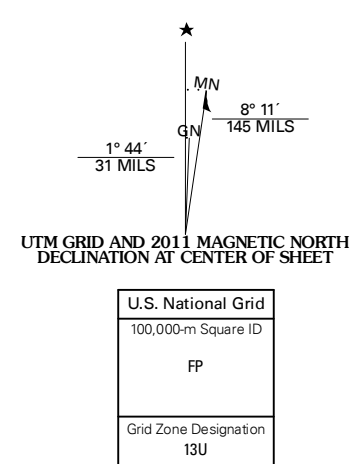 ★
MN
GN
8° 11´
145 MILS
1° 44´
31 MILS
UTM GRID AND 2011 MAGNETIC NORTH
DECLINATION AT CENTER OF SHEET
U.S. National Grid
100,000-m Square ID
FP
Grid Zone Designation
13U